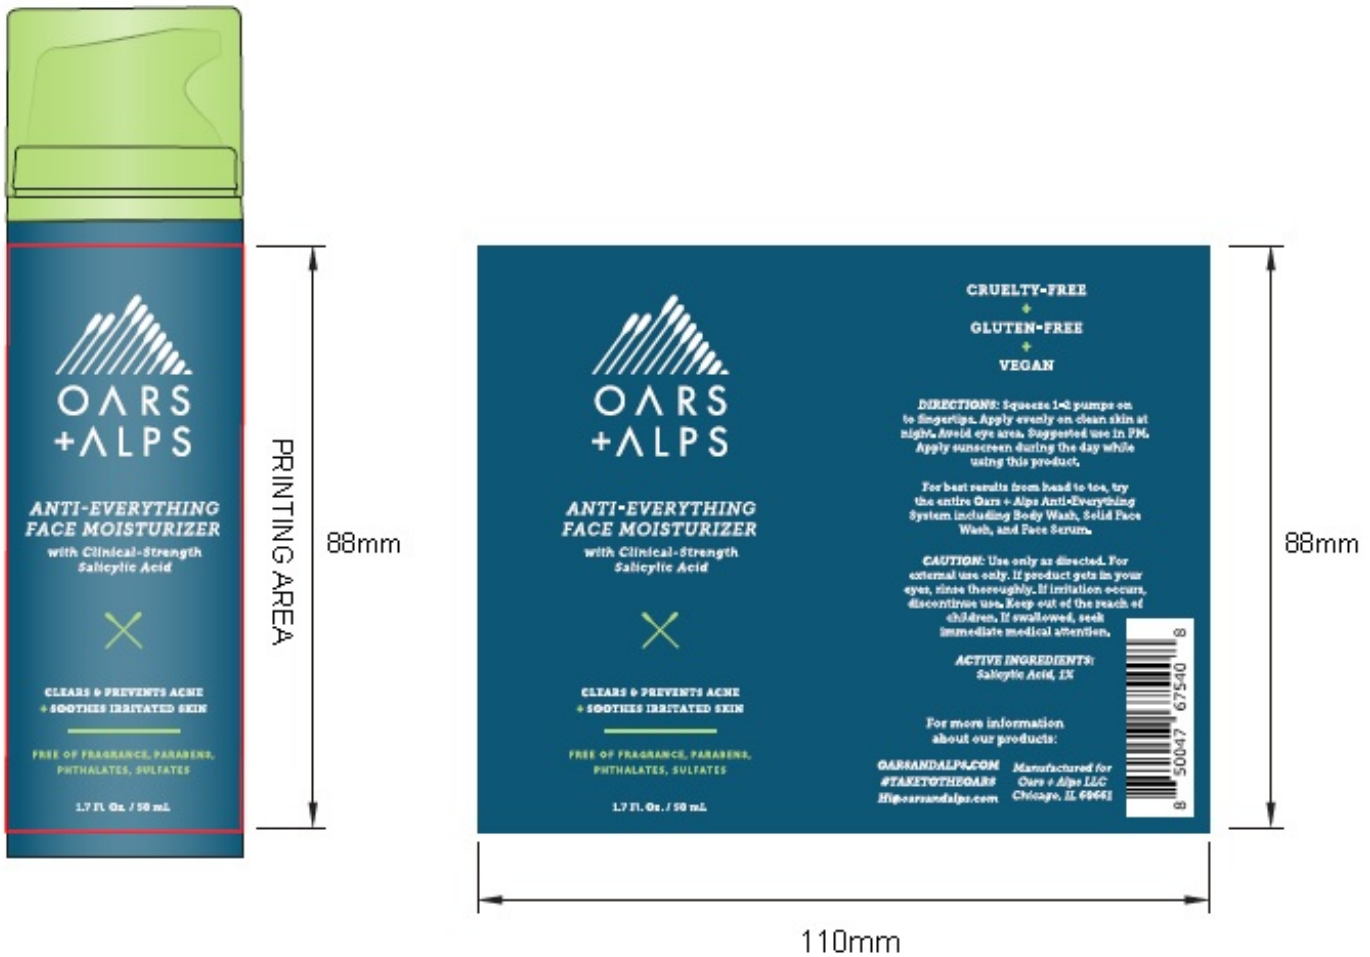 OARS
+ALPS
ANTI-EVERYTHING
FACE MOISTURIZER
with Clinical-Strength
Salicylic Acid
CLEARS & PREVENTS ACNE
+ SOOTHES IRRITATED SKIN
FREE OF FRAGRANCE, PARABENS,
PHTHALATES, SULFATES
1.7 Fl. Oz. / 50 mL
PRINTING AREA
88mm
OARS
+ALPS
ANTI-EVERYTHING
FACE MOISTURIZER
with Clinical-Strength
Salicylic Acid
CLEARS & PREVENTS ACNE
+ SOOTHES IRRITATED SKIN
FREE OF FRAGRANCE, PARABENS,
PHTHALATES, SULFATES
1.7 Fl. Oz. / 50 mL
CRUELTY-FREE
+
GLUTEN-FREE
+
VEGAN
DIRECTIONS: Squeeze 1-2 pumps on
to fingertips. Apply evenly on clean skin at
night. Avoid eye area. Suggested use in PM.
Apply sunscreen during the day while
using this product.
For best results from head to toe, try
the entire Oars + Alps Anti-Everything
System including Body Wash, Solid Face
Wash, and Face Serum.
CAUTION: Use only as directed. For
external use only. If product gets in your
eyes, rinse thoroughly. If irritation occurs,
discontinue use. Keep out of the reach of
children. If swallowed, seek
immediate medical attention.
ACTIVE INGREDIENTS:
Salicylic Acid, 1%
For more information
about our products:
OARSANDALPS.COM
#TAKETOTHEOARS
Hi@oarsandalps.com
Manufactured for
Oars + Alps LLC
Chicago, IL 60661
8 50047 67540 8
88mm
110mm